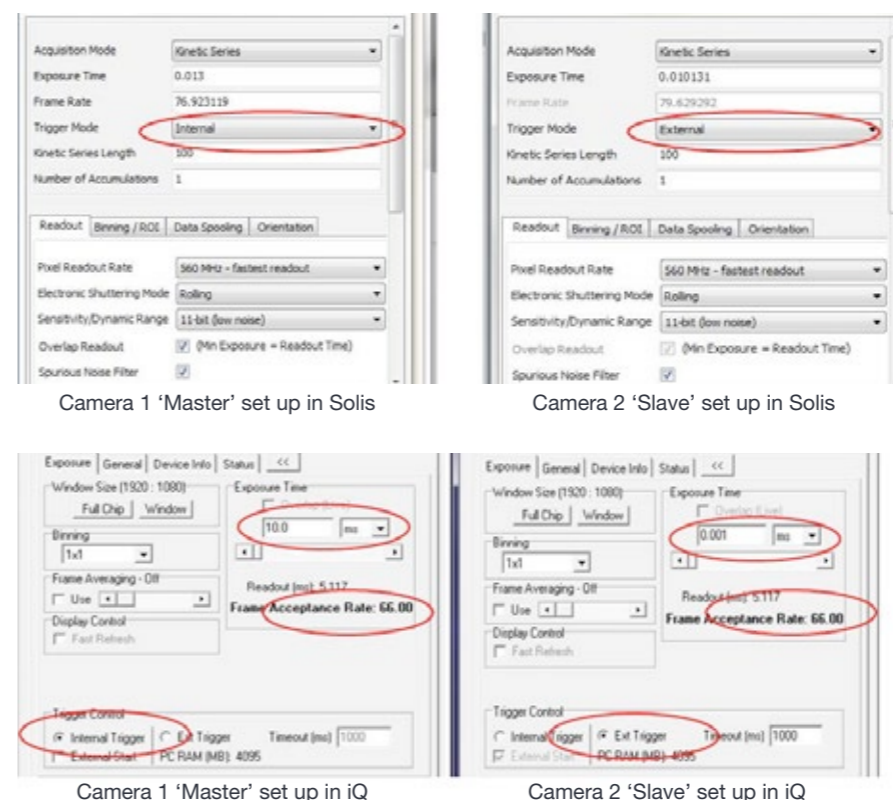 Acquisition Mode Kinetic Series
Exposure Time 0.013
Frame Rate 76.923119
Trigger Mode Internal
Kinetic Series Length 100
Number of Accumulations 1
Readout Binning / ROI Data Spooling Orientation
Pixel Readout Rate 560 MHz - fastest readout
Electronic Shuttering Mode Rolling
Sensitivity/Dynamic Range 11-bit (low noise)
Overlap Readout (Min Exposure = Readout Time)
Spurious Noise Filter
Camera 1 ‘Master’ set up in Solis
Acquisition Mode Kinetic Series
Exposure Time 0.010131
Frame Rate 79.629292
Trigger Mode External
Kinetic Series Length 100
Number of Accumulations 1
Readout Binning / ROI Data Spooling Orientation
Pixel Readout Rate 560 MHz - fastest readout
Electronic Shuttering Mode Rolling
Sensitivity/Dynamic Range 11-bit (low noise)
Overlap Readout (Min Exposure = Readout Time)
Spurious Noise Filter
Camera 2 ‘Slave’ set up in Solis
Exposure General Device Info Status <<
Window Size (1920 : 1080) Exposure Time
Overlap (Live)
Full Chip Window
10.0 ms
Binning
1x1
Frame Averaging - Off
Readout (ms): 5.117
Use
Frame Acceptance Rate: 66.00
Display Control
Fast Refresh
Trigger Control
Internal Trigger Ext Trigger Timeout (ms) 1000
External Start PC RAM (MB): 4095
Camera 1 ‘Master’ set up in iQ
Exposure General Device Info Status <<
Window Size (1920 : 1080) Exposure Time
Overlap (Live)
Full Chip Window
0.001 ms
Binning
1x1
Frame Averaging - Off
Readout (ms): 5.117
Use
Frame Acceptance Rate: 66.00
Display Control
Fast Refresh
Trigger Control
Internal Trigger Ext Trigger Timeout (ms) 1000
External Start PC RAM (MB): 4095
Camera 2 ‘Slave’ set up in iQ